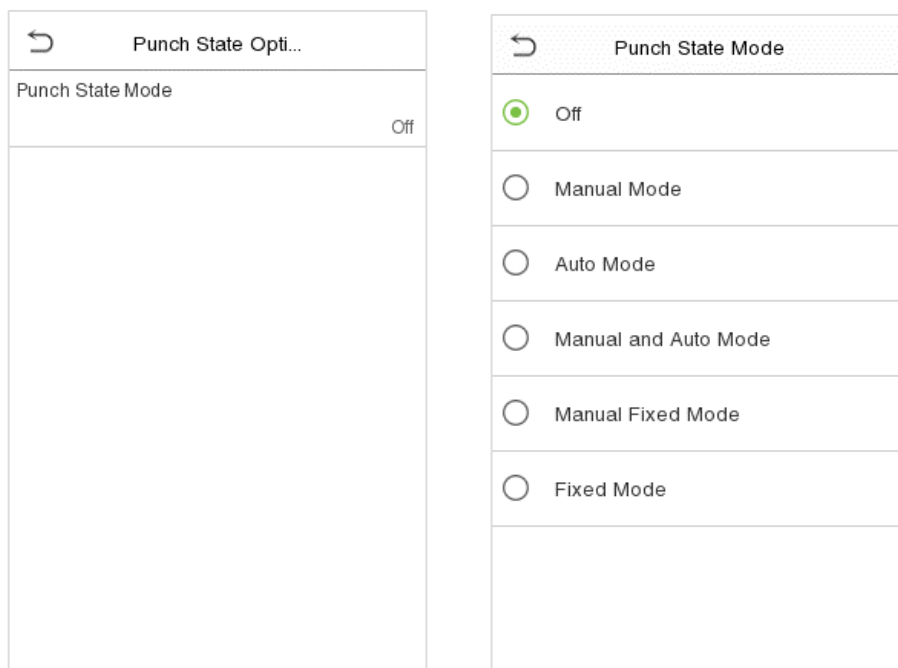 Punch State Opti...
Punch State Mode
Off
Punch State Mode
Off
Manual Mode
Auto Mode
Manual and Auto Mode
Manual Fixed Mode
Fixed Mode